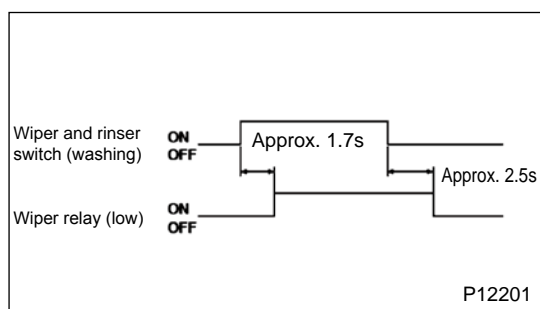 Wiper and rinser
switch (washing)
ON
OFF
Approx. 1.7s
Approx. 2.5s
Wiper relay (low)
ON
OFF
P12201